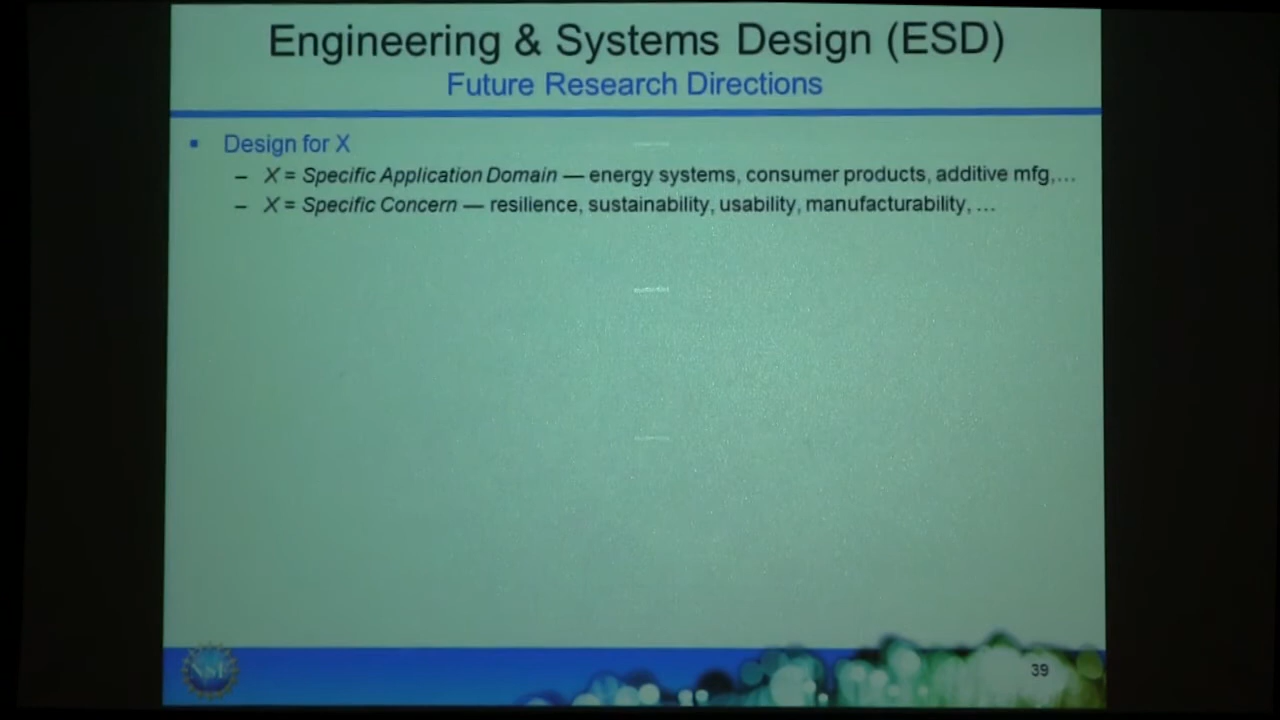 Engineering & Systems Design (ESD)
Future Research Directions
▪ Design for X
– X = Specific Application Domain — energy systems, consumer products, additive mfg,…
– X = Specific Concern — resilience, sustainability, usability, manufacturability, …
NSF
39